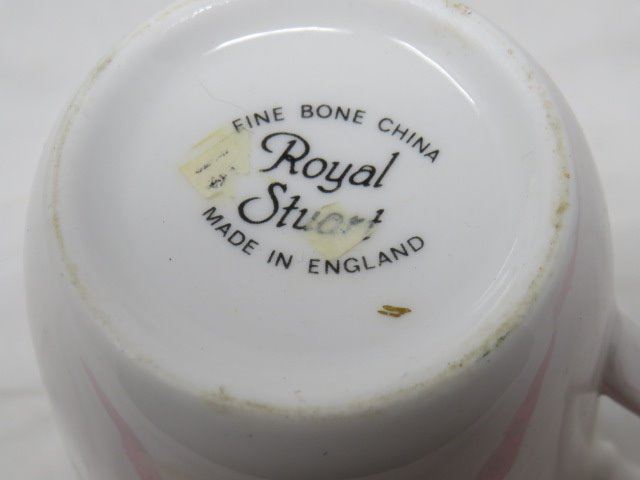 FINE BONE CHINA
Royal
Stuart
MADE IN ENGLAND